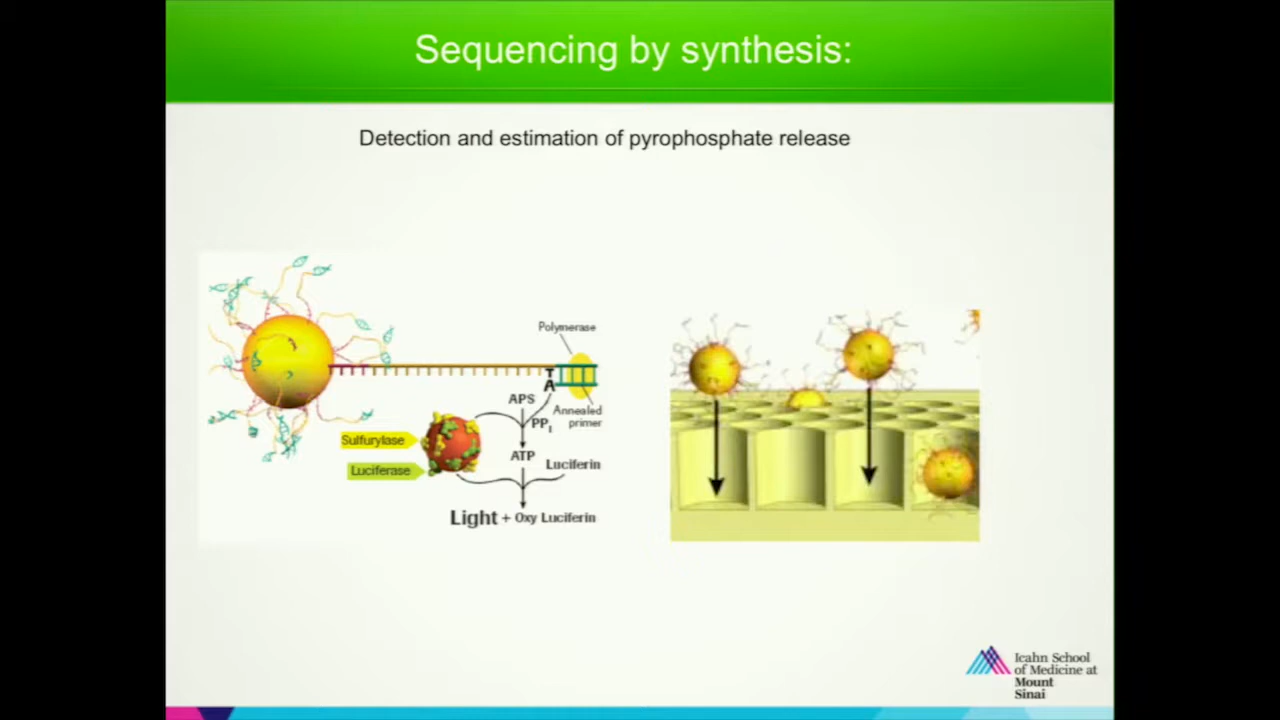 Sequencing by synthesis:
Detection and estimation of pyrophosphate release
Polymerase
T
A
APS
Annealed
primer
PPi
Sulfurylase
ATP
Luciferin
Luciferase
Light + Oxy Luciferin
Icahn School
of Medicine at
Mount
Sinai